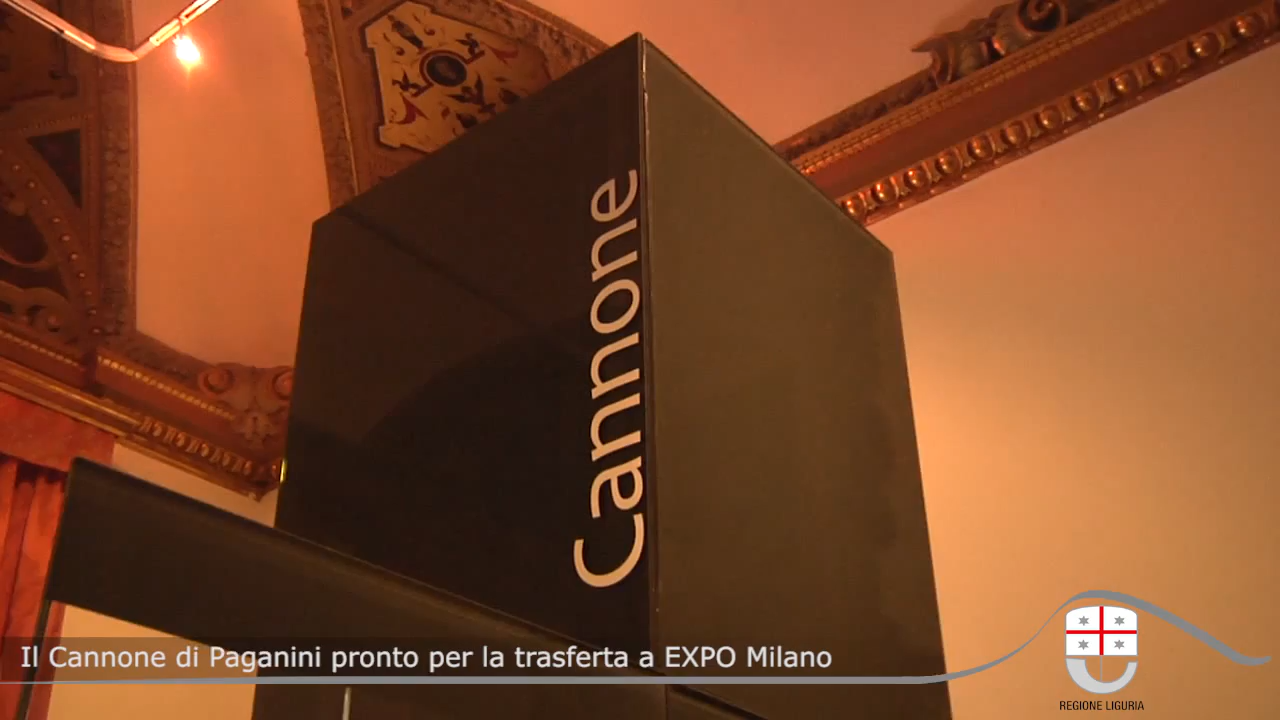 Cannone
Il Cannone di Paganini pronto per la trasferta a EXPO Milano
REGIONE LIGURIA